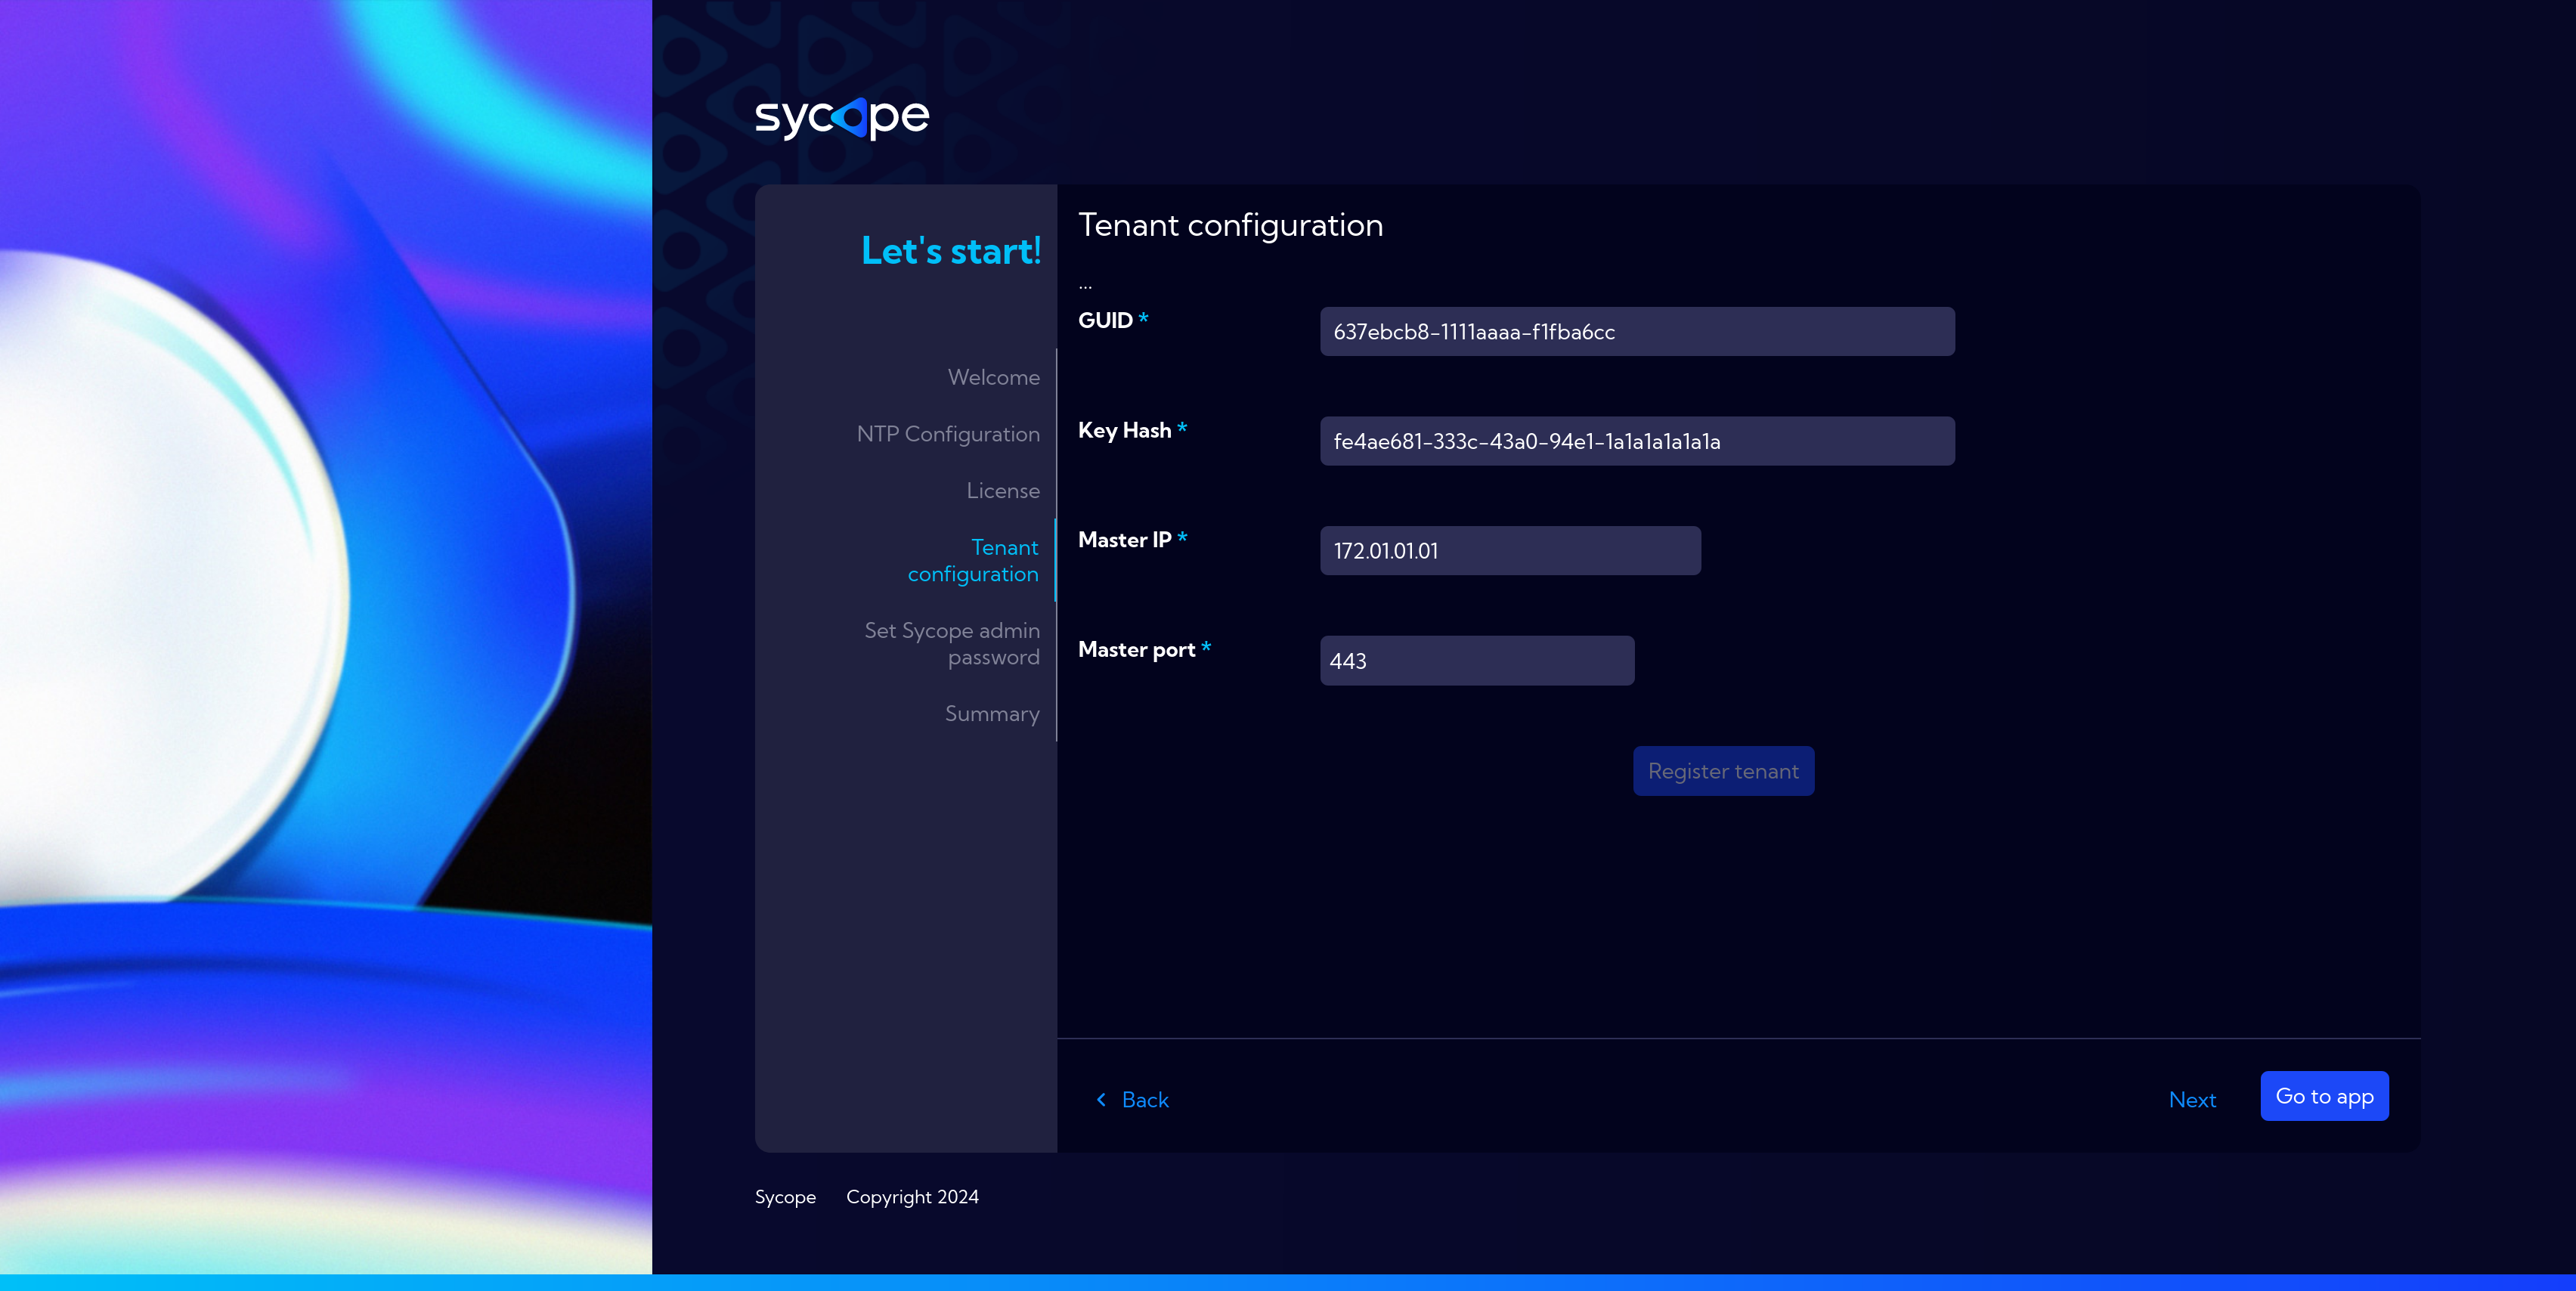 sycope
Let's start!
Welcome
NTP Configuration
License
Tenant
configuration
Set Sycope admin
password
Summary
Tenant configuration
...
GUID *
637ebcb8-1111aaaa-f1fba6cc
Key Hash *
fe4ae681-333c-43a0-94e1-1a1a1a1a1a1a
Master IP *
172.01.01.01
Master port *
443
Register tenant
Back
Next
Go to app
Sycope Copyright 2024